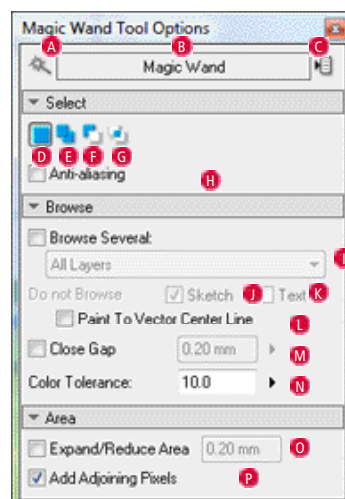 Magic Wand Tool Options
A B C
Magic Wand
Select
D E F G
Anti-aliasing H
Browse
Browse Several:
All Layers I
Do not Browse Sketch J Text K
Paint To Vector Center Line L
Close Gap 0.20 mm M
Color Tolerance: 10.0 N
Area
Expand/Reduce Area 0.20 mm O
Add Adjoining Pixels P